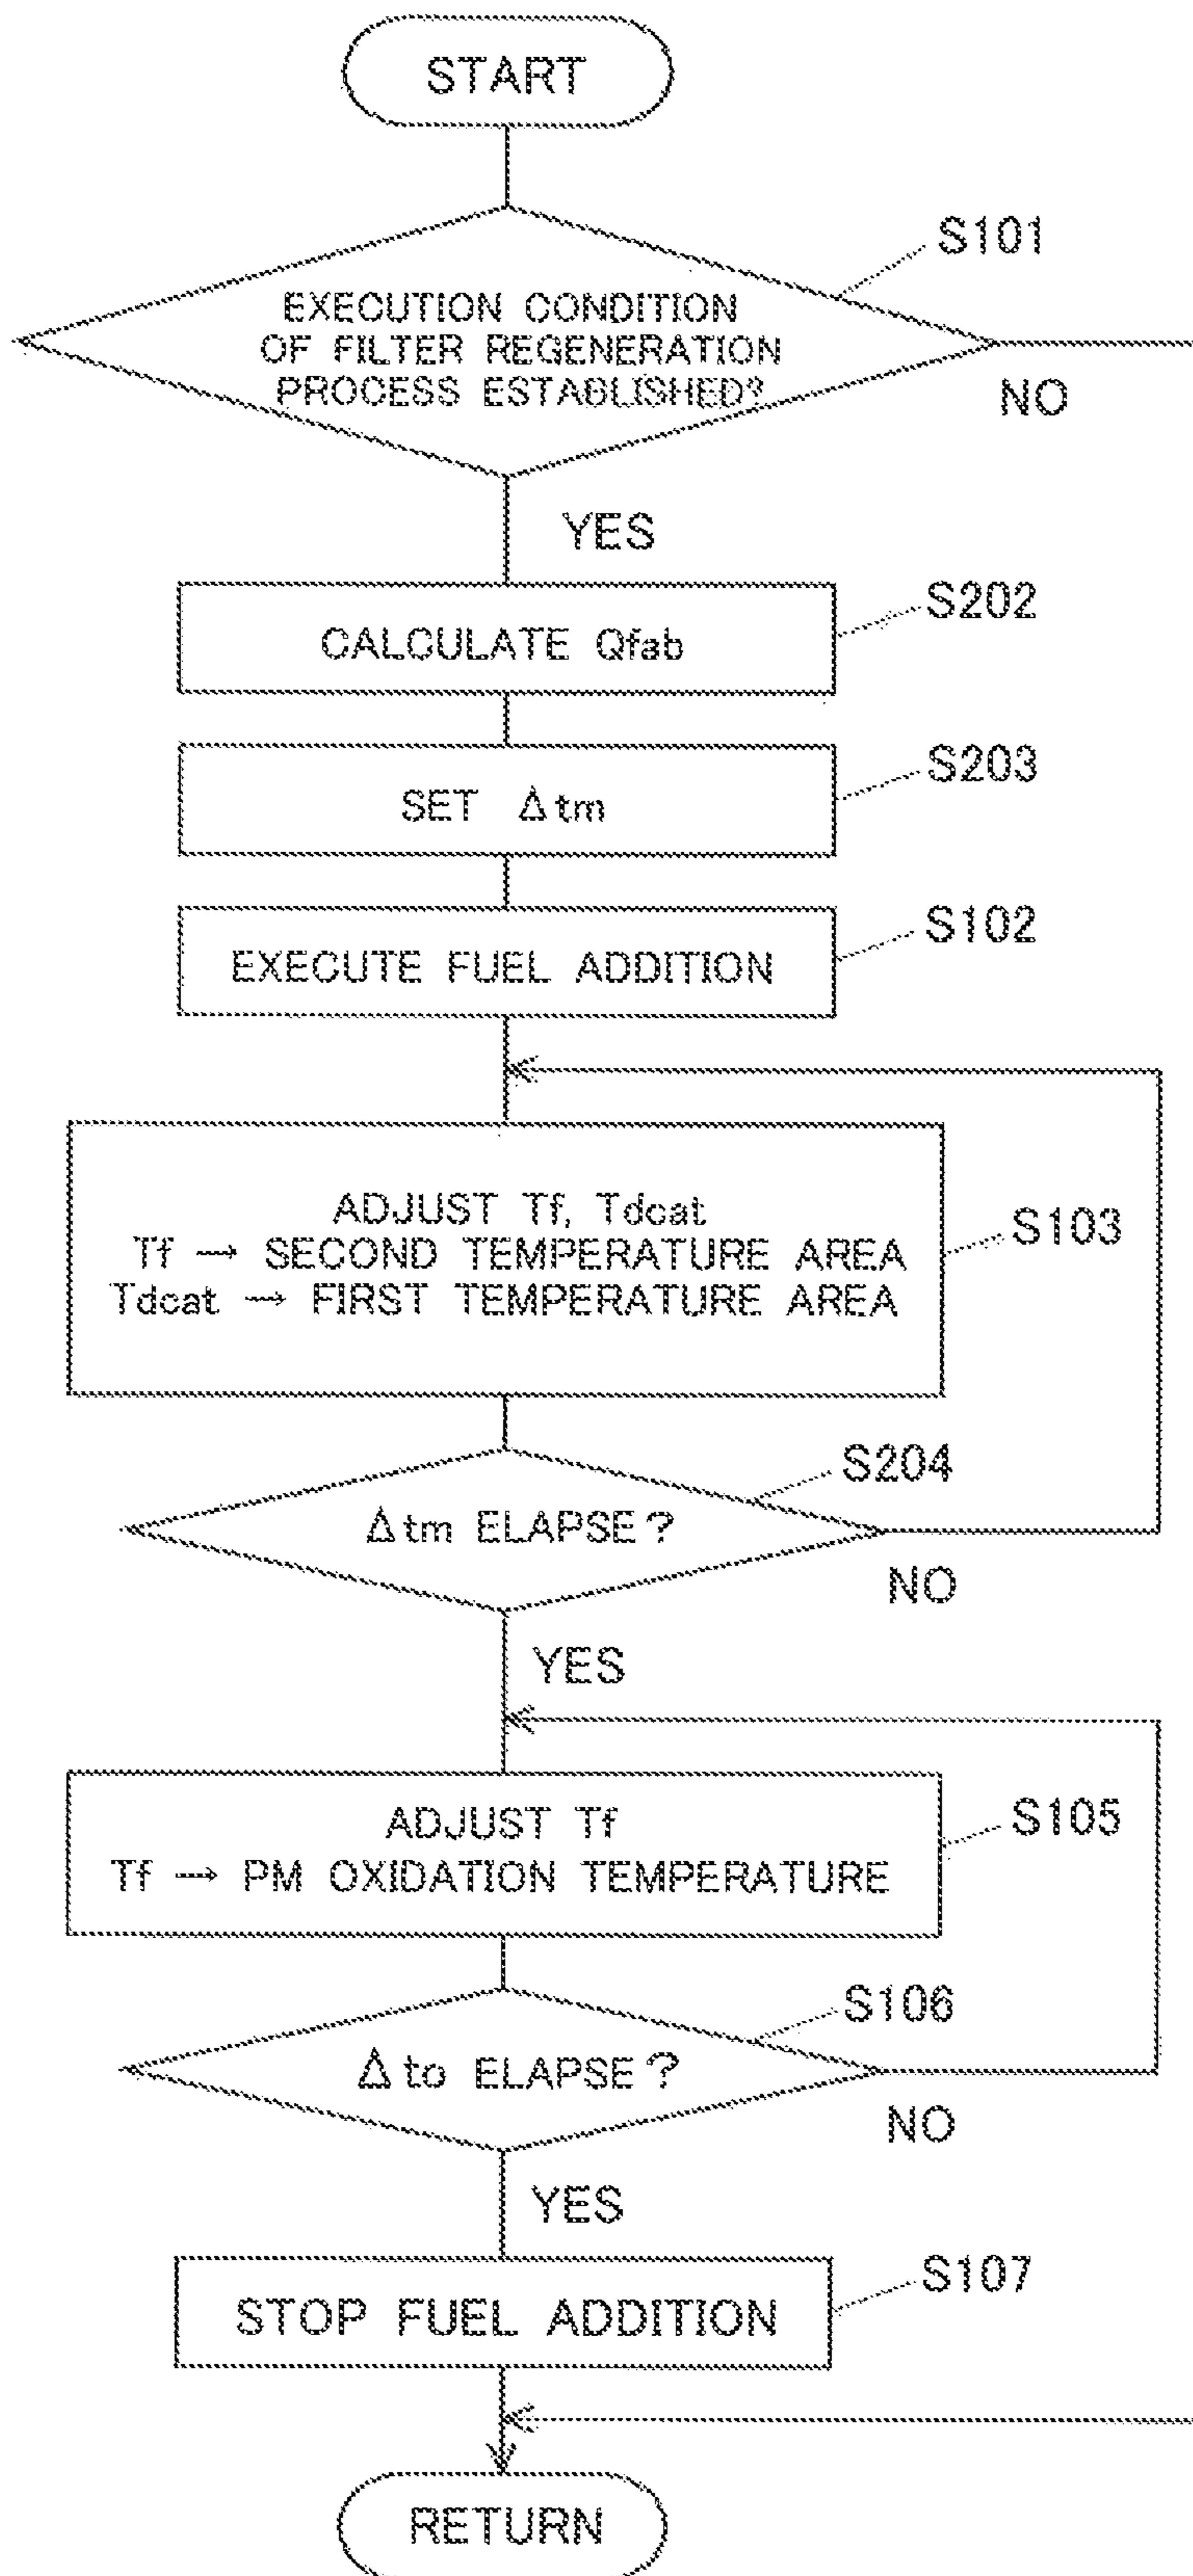 START
S101
EXECUTION CONDITION
OF FILTER REGENERATION
PROCESS ESTABLISHED?
NO
YES
S202
CALCULATE Qfab
S203
SET Δtm
S102
EXECUTE FUEL ADDITION
ADJUST Tf, Tdcat
S103
Tf → SECOND TEMPERATURE AREA
Tdcat → FIRST TEMPERATURE AREA
S204
Δtm ELAPSE?
NO
YES
ADJUST Tf
S105
Tf → PM OXIDATION TEMPERATURE
S106
Δto ELAPSE?
NO
YES
S107
STOP FUEL ADDITION
RETURN